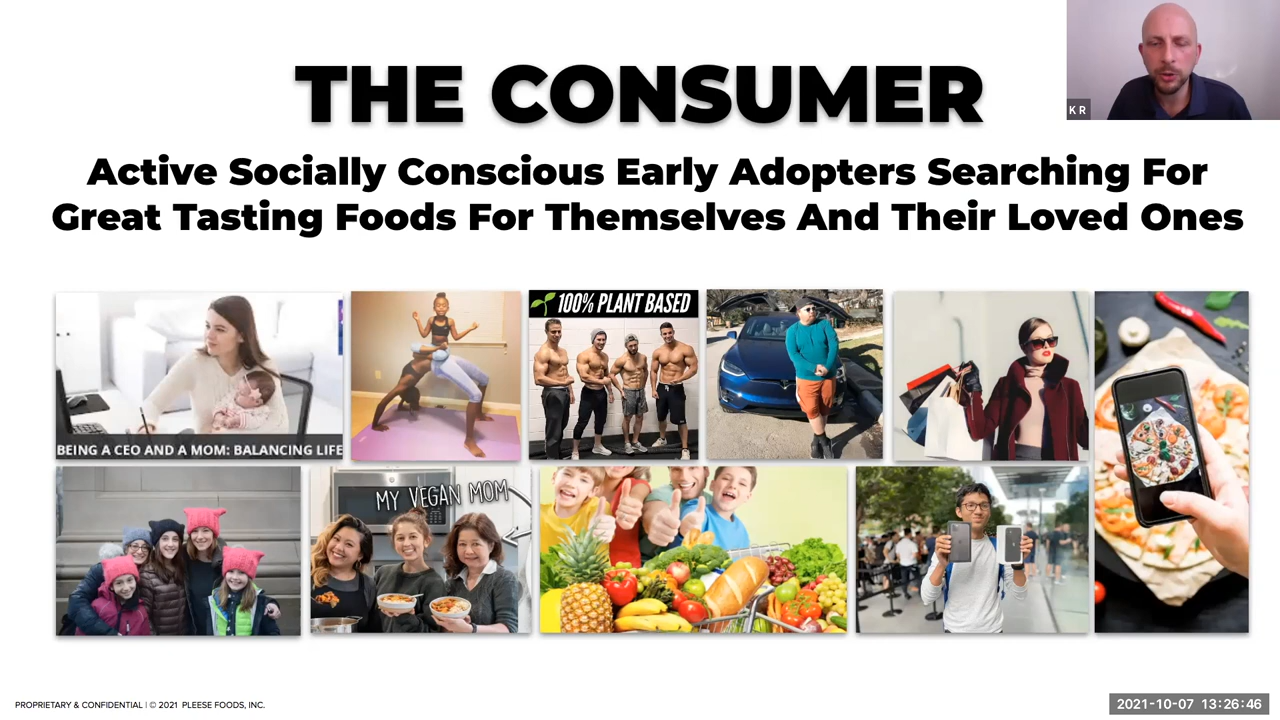 THE CONSUMER
K R
Active Socially Conscious Early Adopters Searching For
Great Tasting Foods For Themselves And Their Loved Ones
100% PLANT BASED
BEING A CEO AND A MOM: BALANCING LIFE
MY VEGAN MOM
PROPRIETARY & CONFIDENTIAL | © 2021 PLEESE FOODS, INC.
2021-10-07 13:26:46